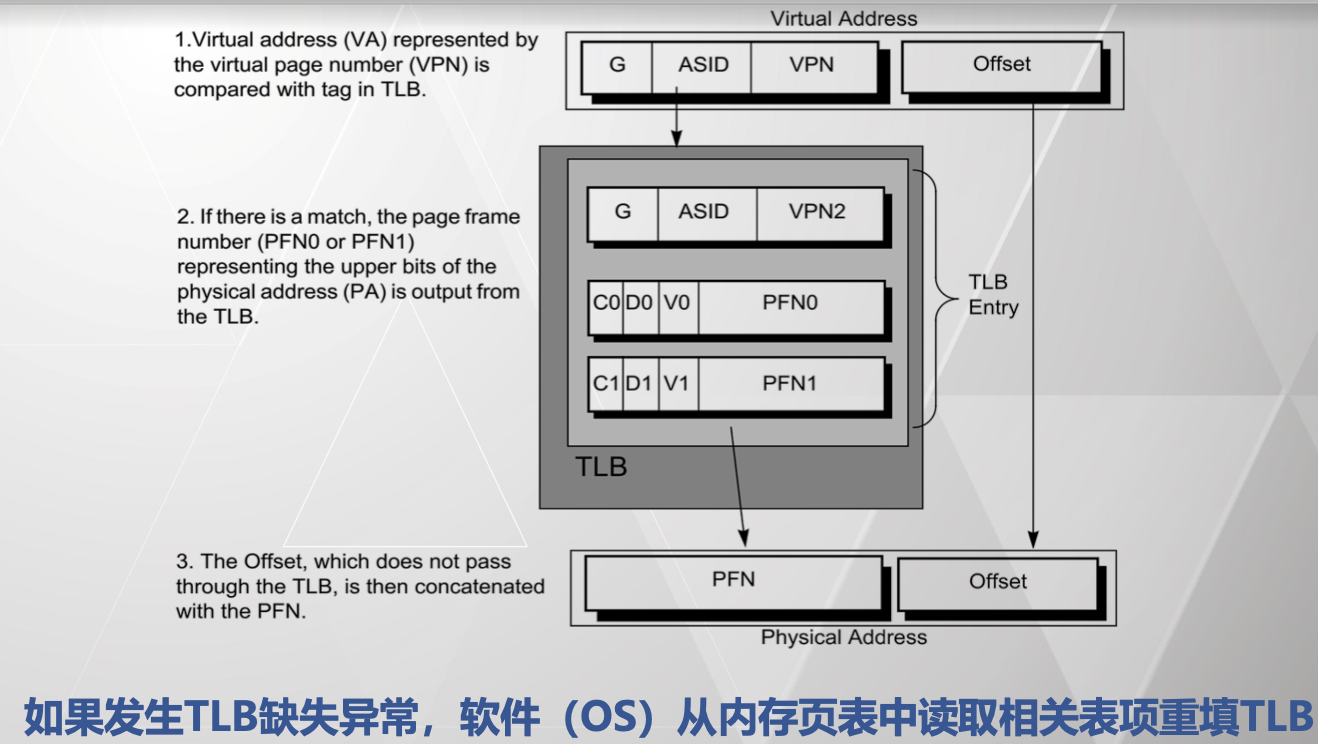 Virtual Address
1.Virtual address (VA) represented by
the virtual page number (VPN) is
compared with tag in TLB.
G ASID VPN Offset
2. If there is a match, the page frame
number (PFN0 or PFN1)
representing the upper bits of the
physical address (PA) is output from
the TLB.
G ASID VPN2
C0 D0 V0 PFN0
C1 D1 V1 PFN1
TLB
Entry
TLB
3. The Offset, which does not pass
through the TLB, is then concatenated
with the PFN.
PFN Offset
Physical Address
如果发生TLB缺失异常，软件（OS）从内存页表中读取相关表项重填TLB